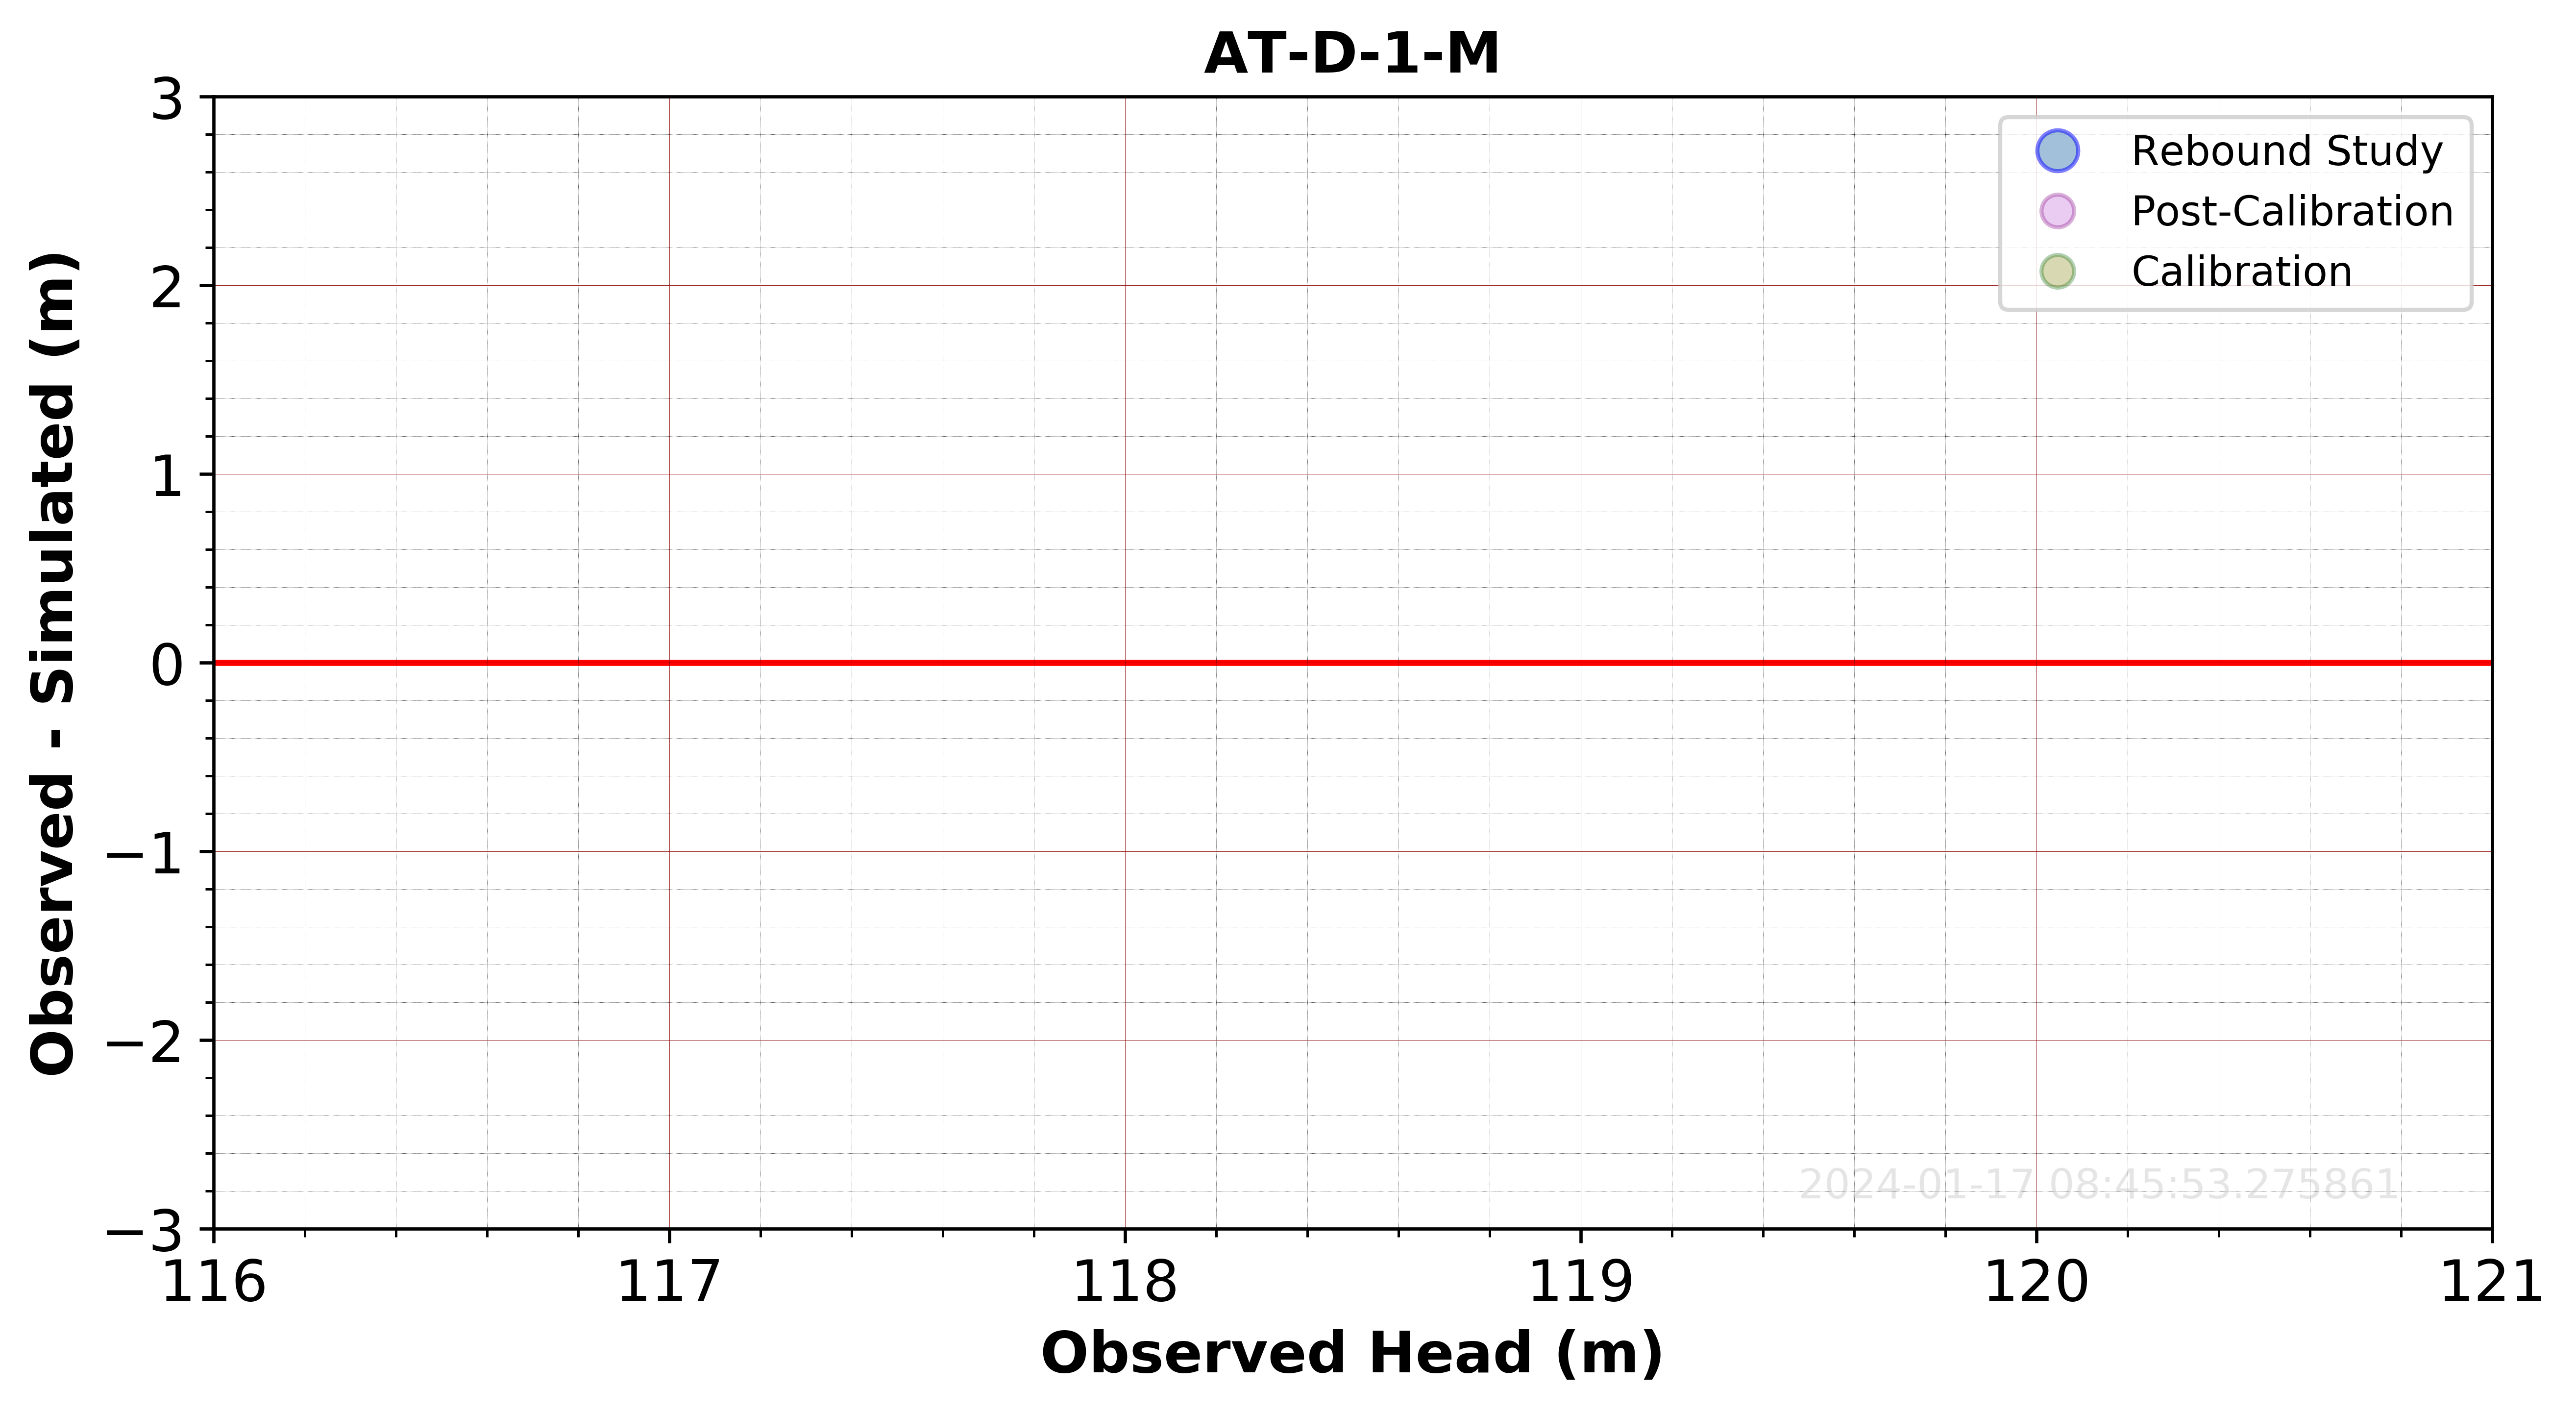 AT-D-1-M
3
2
1
0
−1
−2
−3
Observed - Simulated (m)
Rebound Study
Post-Calibration
Calibration
2024-01-17 08:45:53.275861
116 117 118 119 120 121
Observed Head (m)